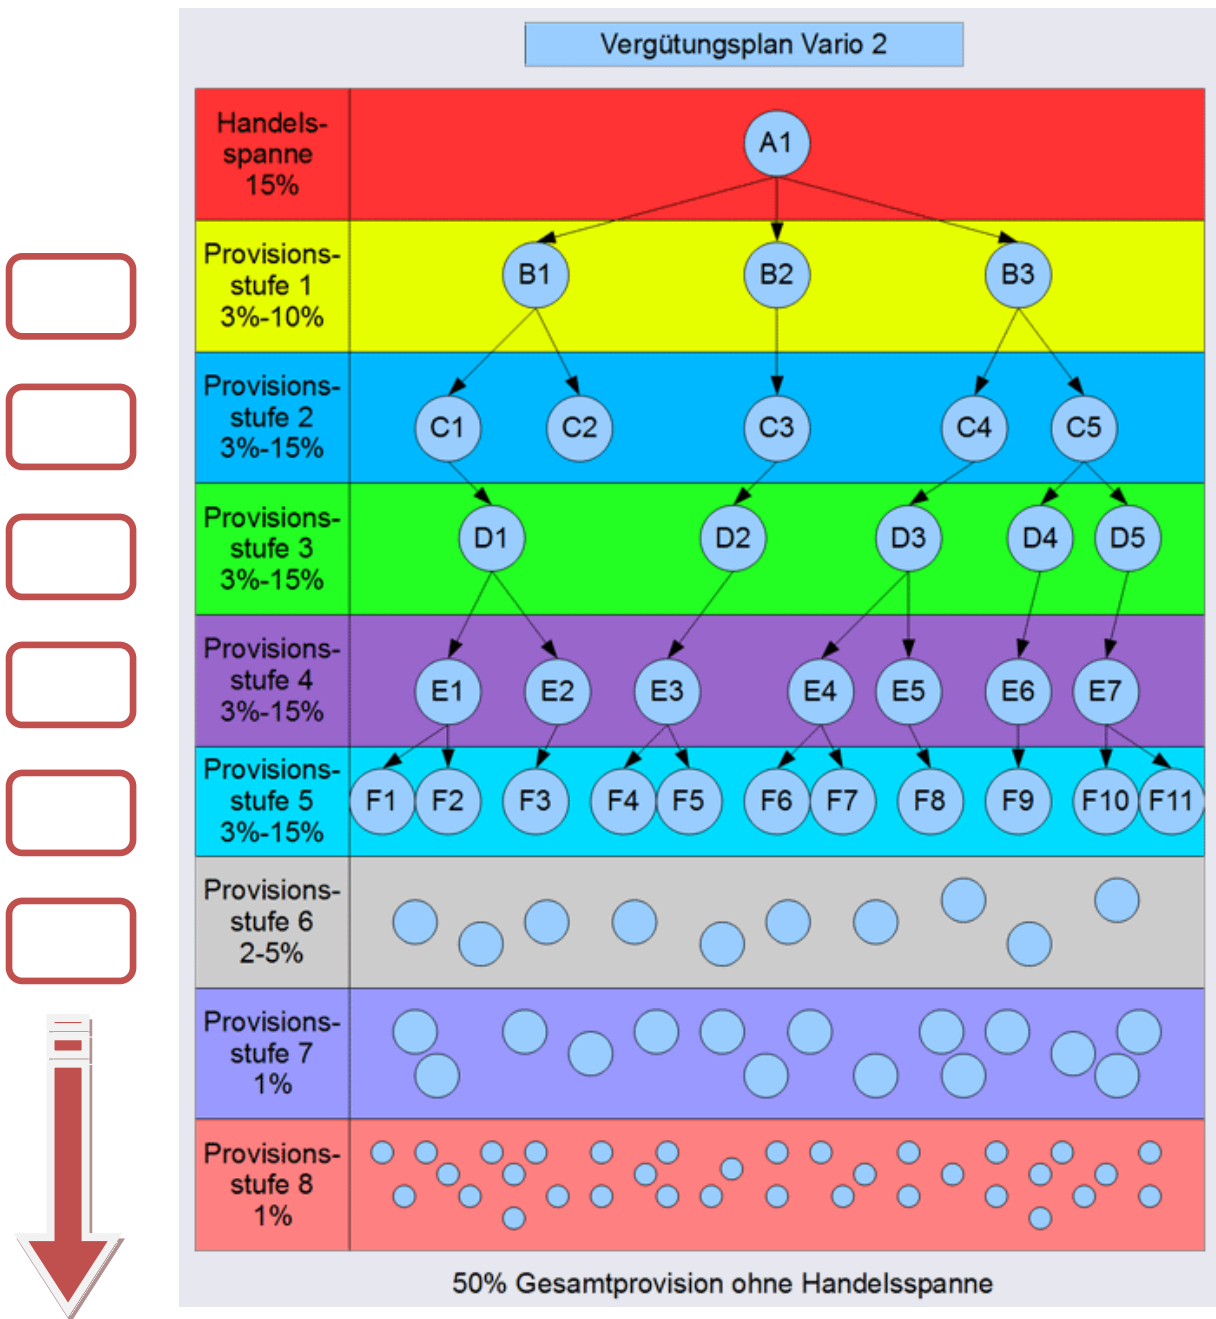 Vergütungsplan Vario 2
Handels-
spanne
15%
A1
Provisions-
stufe 1
3%-10%
B1 B2 B3
Provisions-
stufe 2
3%-15%
C1 C2 C3 C4 C5
Provisions-
stufe 3
3%-15%
D1 D2 D3 D4 D5
Provisions-
stufe 4
3%-15%
E1 E2 E3 E4 E5 E6 E7
Provisions-
stufe 5
3%-15%
F1 F2 F3 F4 F5 F6 F7 F8 F9 F10 F11
Provisions-
stufe 6
2-5%
Provisions-
stufe 7
1%
Provisions-
stufe 8
1%
50% Gesamtprovision ohne Handelsspanne